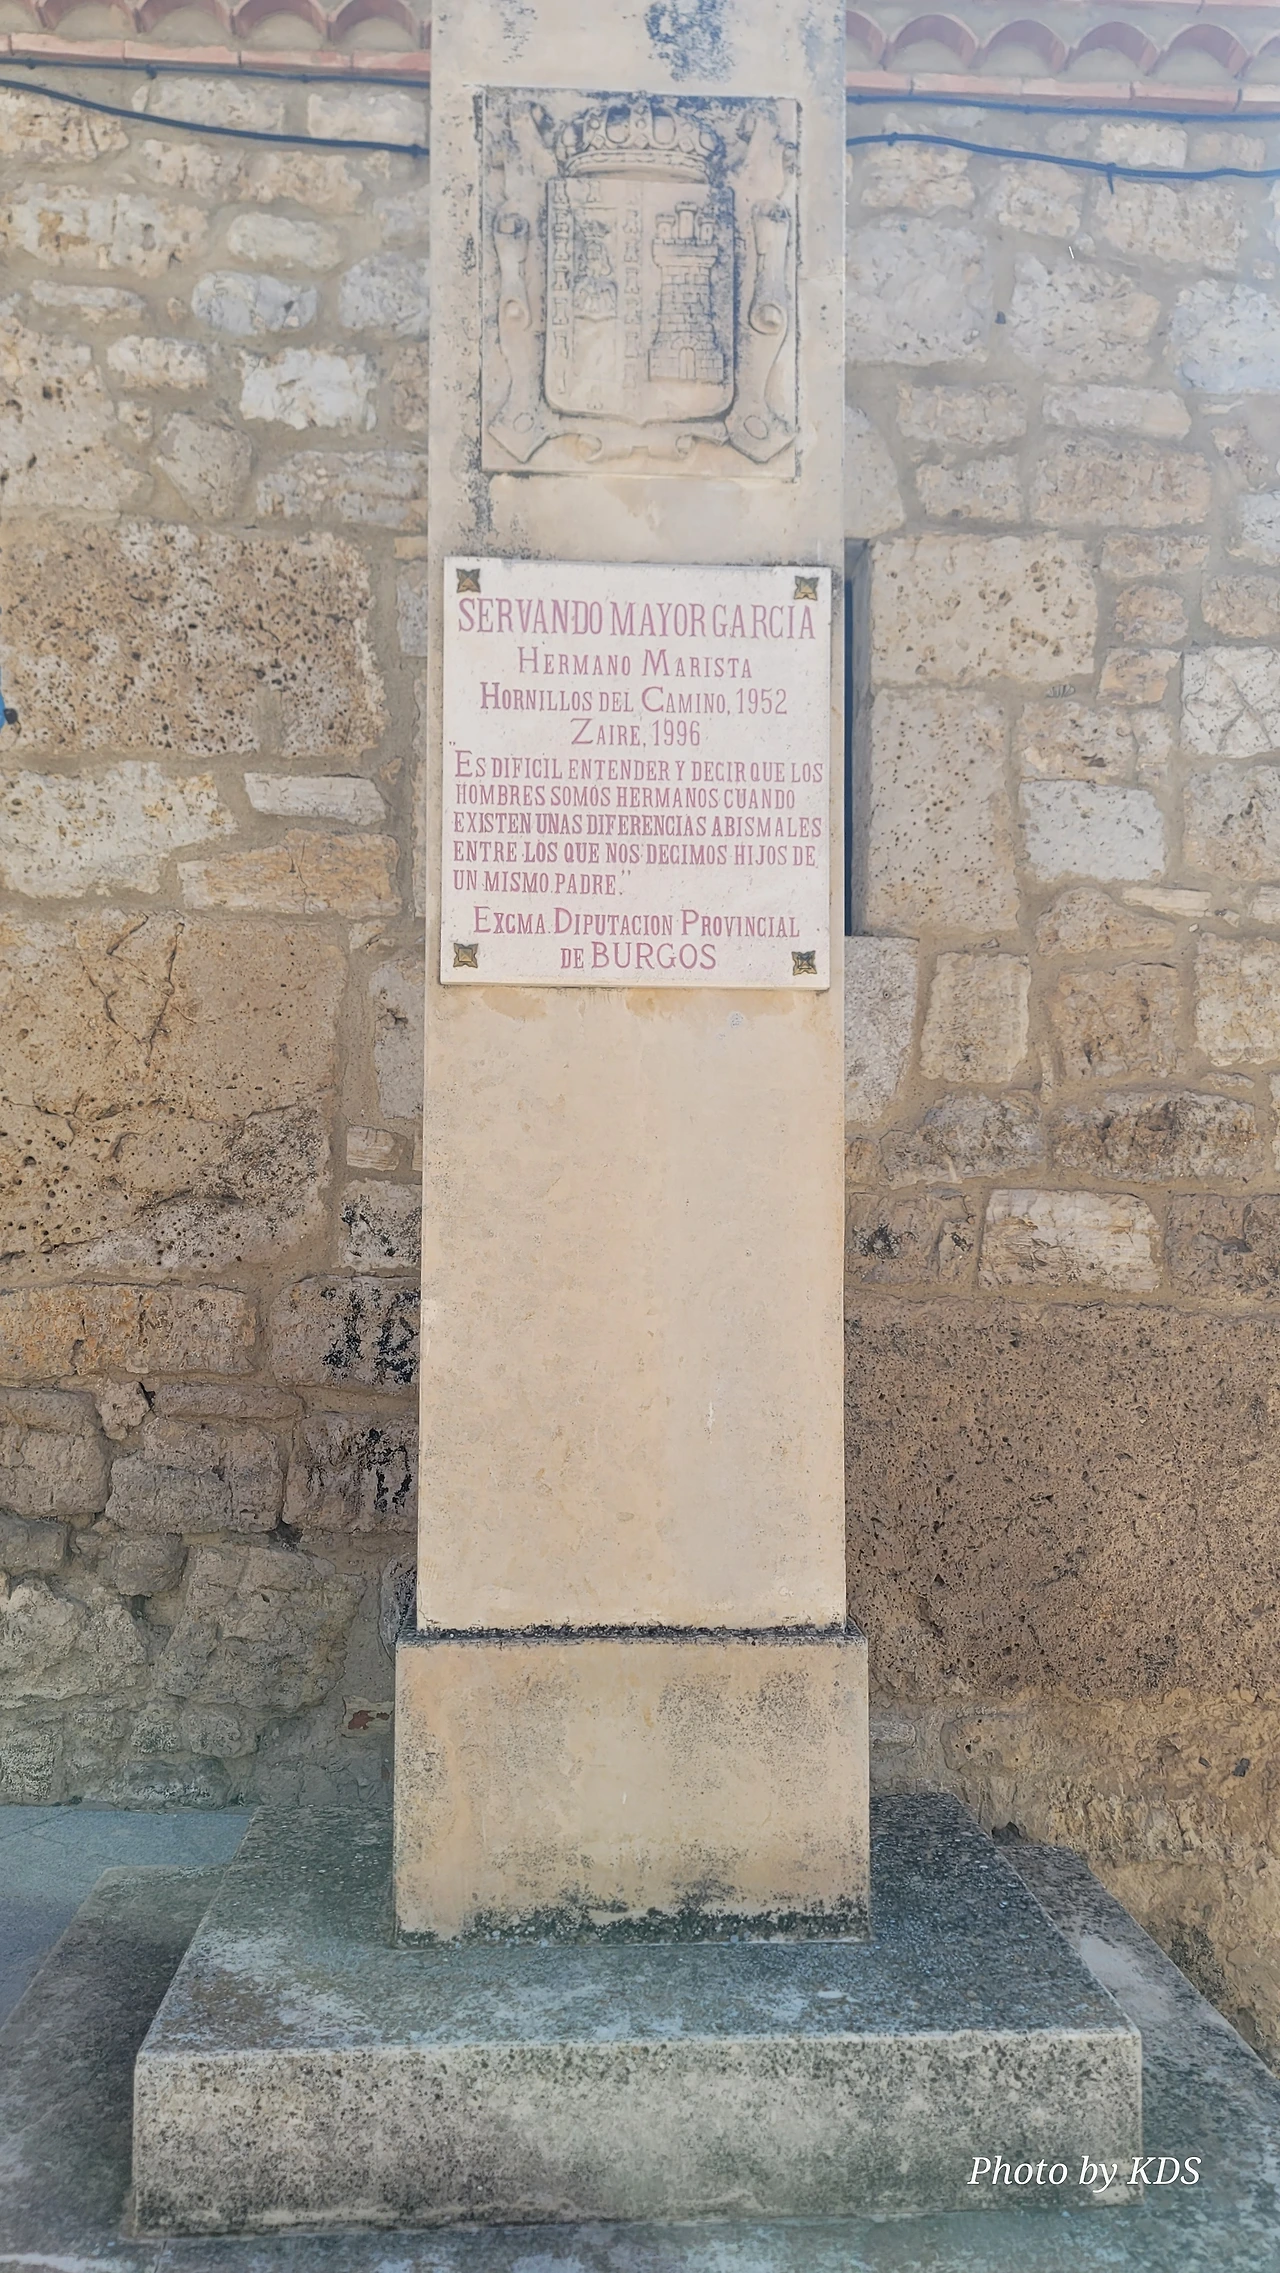 SERVANDO MAYOR GARCIA
HERMANO MARISTA
HORNILLOS DEL CAMINO, 1952
ZAIRE, 1996
"ES DIFICIL ENTENDER Y DECIR QUE LOS
HOMBRES SOMOS HERMANOS CUANDO
EXISTEN UNAS DIFERENCIAS ABISMALES
ENTRE LOS QUE NOS DECIMOS HIJOS DE
UN MISMO PADRE."
EXCMA. DIPUTACION PROVINCIAL
DE BURGOS
Photo by KDS